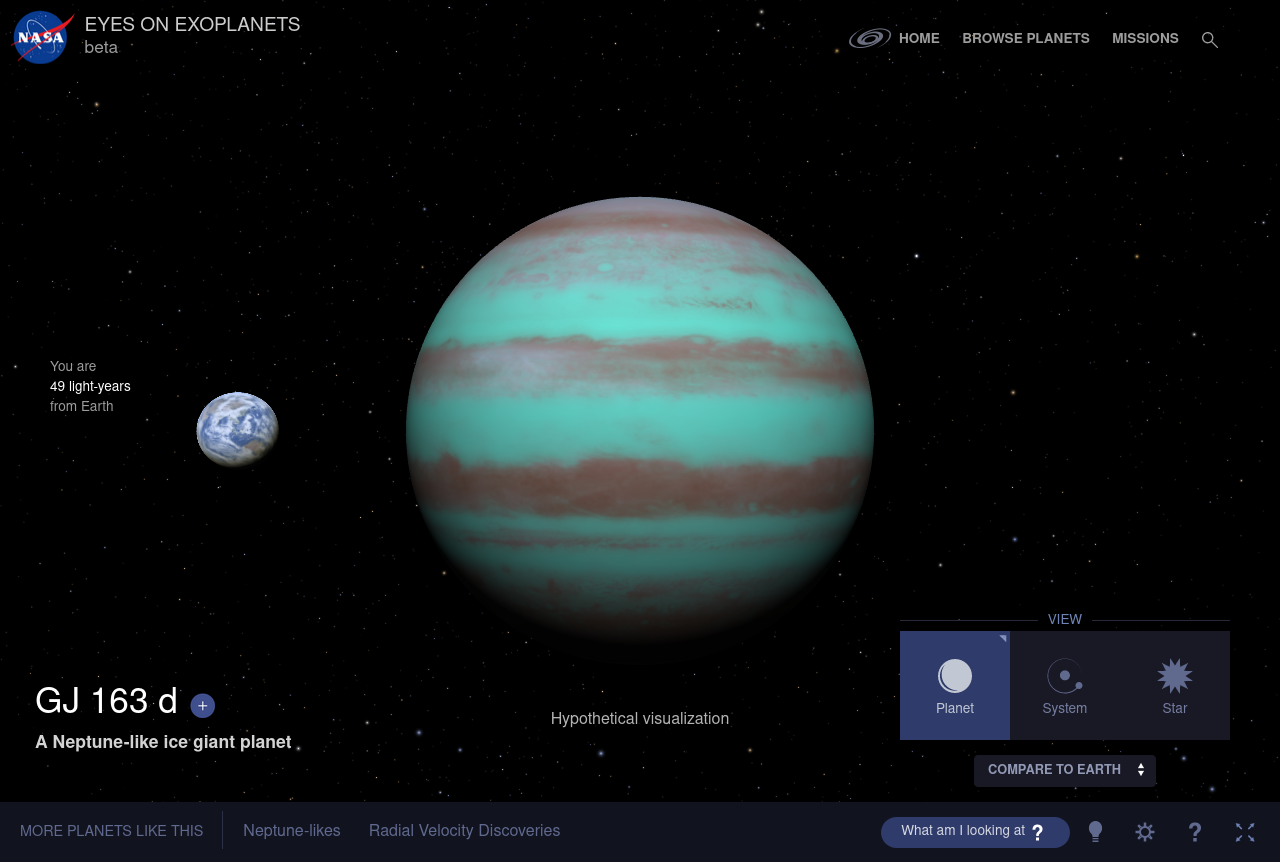 NASA
EYES ON EXOPLANETS
beta
HOME
BROWSE PLANETS
MISSIONS
You are
49 light-years
from Earth
VIEW
Planet
System
Star
GJ 163 d +
A Neptune-like ice giant planet
Hypothetical visualization
COMPARE TO EARTH
MORE PLANETS LIKE THIS
Neptune-likes
Radial Velocity Discoveries
What am I looking at ?
?